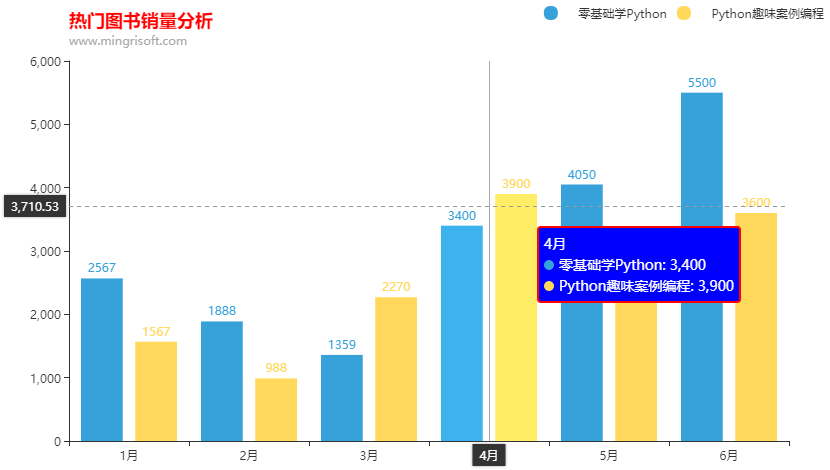 热门图书销量分析
www.mingrisoft.com
零基础学Python
Python趣味案例编程
6,000
5,000
4,000
3,710.53
3,000
2,000
1,000
0
2567
1567
1888
988
1359
2270
3400
3900
4050
5500
3600
4月
零基础学Python: 3,400
Python趣味案例编程: 3,900
1月
2月
3月
4月
5月
6月